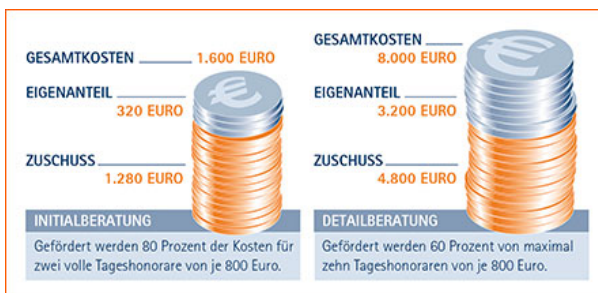 GESAMTKOSTEN 1.600 EURO
EIGENANTEIL
320 EURO
ZUSCHUSS
1.280 EURO
INITIALBERATUNG
Gefördert werden 80 Prozent der Kosten für
zwei volle Tageshonorare von je 800 Euro.
GESAMTKOSTEN
8.000 EURO
EIGENANTEIL
3.200 EURO
ZUSCHUSS
4.800 EURO
DETAILBERATUNG
Gefördert werden 60 Prozent von maximal
zehn Tageshonoraren von je 800 Euro.